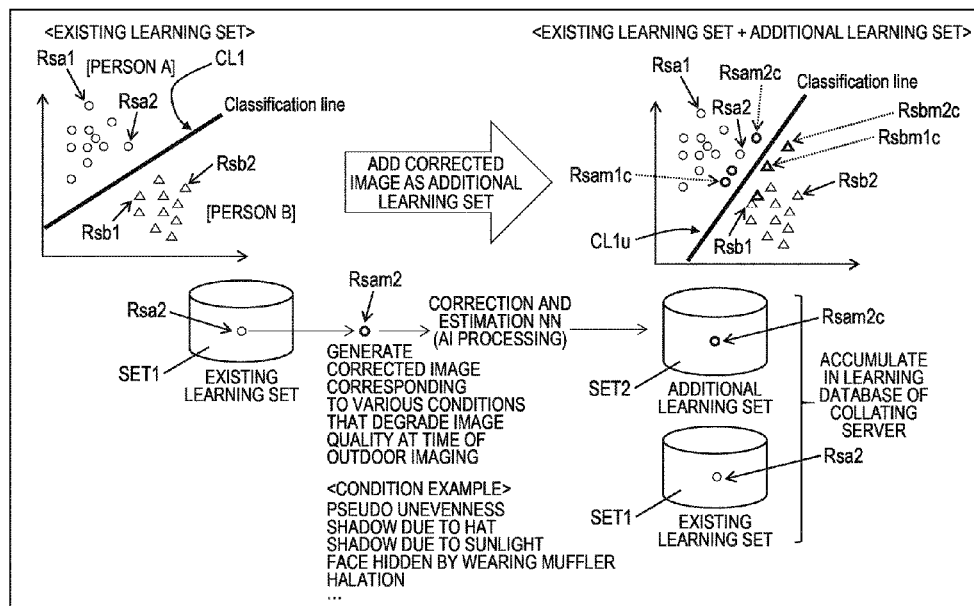 <EXISTING LEARNING SET>
Rsa1
[PERSON A]
CL1
Rsa2
Classification line
Rsb2
Rsb1
[PERSON B]
ADD CORRECTED
IMAGE AS ADDITIONAL
LEARNING SET
<EXISTING LEARNING SET + ADDITIONAL LEARNING SET>
Rsa1
Rsam2c
Classification line
Rsa2
Rsbm2c
Rsbm1c
Rsam1c
Rsb2
Rsb1
CL1u
Rsa2
SET1
EXISTING
LEARNING SET
Rsam2
GENERATE
CORRECTED IMAGE
CORRESPONDING
TO VARIOUS CONDITIONS
THAT DEGRADE IMAGE
QUALITY AT TIME OF
OUTDOOR IMAGING
<CONDITION EXAMPLE>
PSEUDO UNEVENNESS
SHADOW DUE TO HAT
SHADOW DUE TO SUNLIGHT
FACE HIDDEN BY WEARING MUFFLER
HALATION
...
CORRECTION AND
ESTIMATION NN
(AI PROCESSING)
Rsam2c
SET2
ADDITIONAL
LEARNING SET
Rsa2
SET1
EXISTING
LEARNING SET
ACCUMULATE
IN LEARNING
DATABASE OF
COLLATING
SERVER